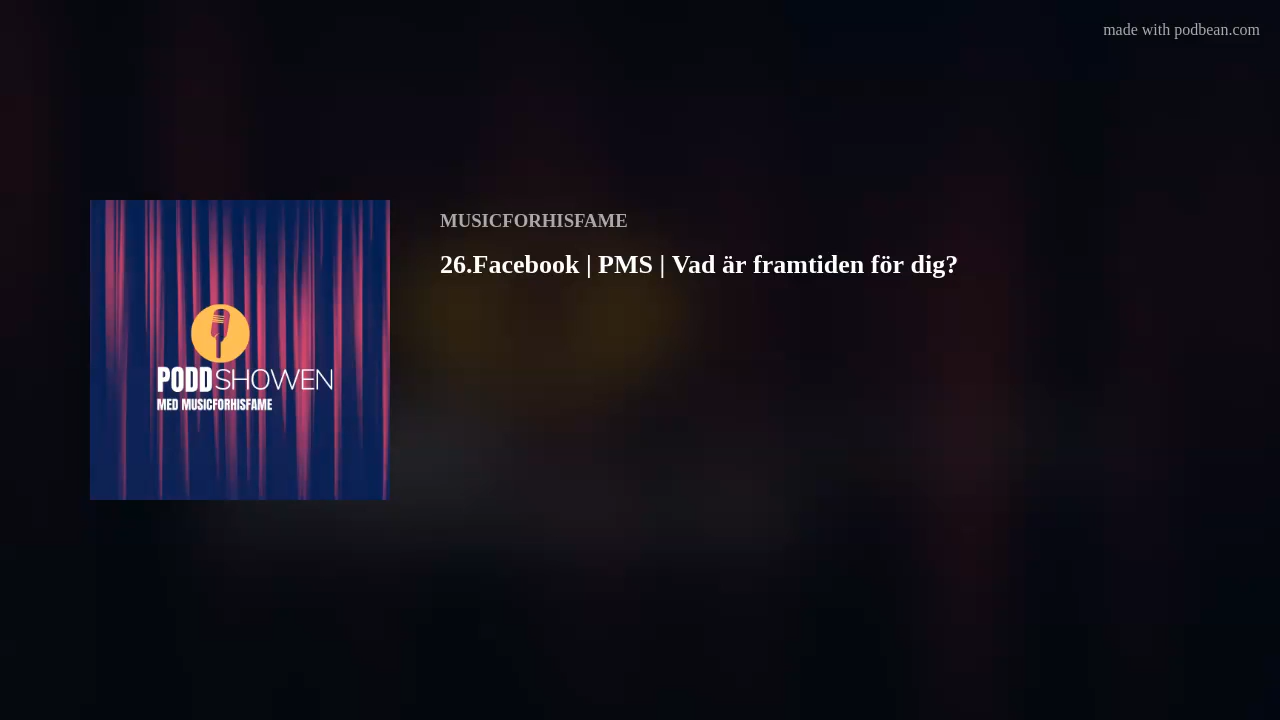 made with podbean.com
MUSICFORHISFAME
26.Facebook | PMS | Vad är framtiden för dig?
PODDSHOWEN
MED MUSICFORHISFAME